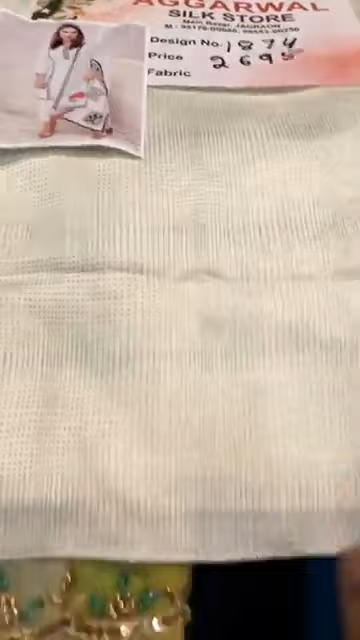 AGGARWAL
SILK STORE
Main Bazar, JAGRAON
Design No. 1874
Price 2695
Fabric